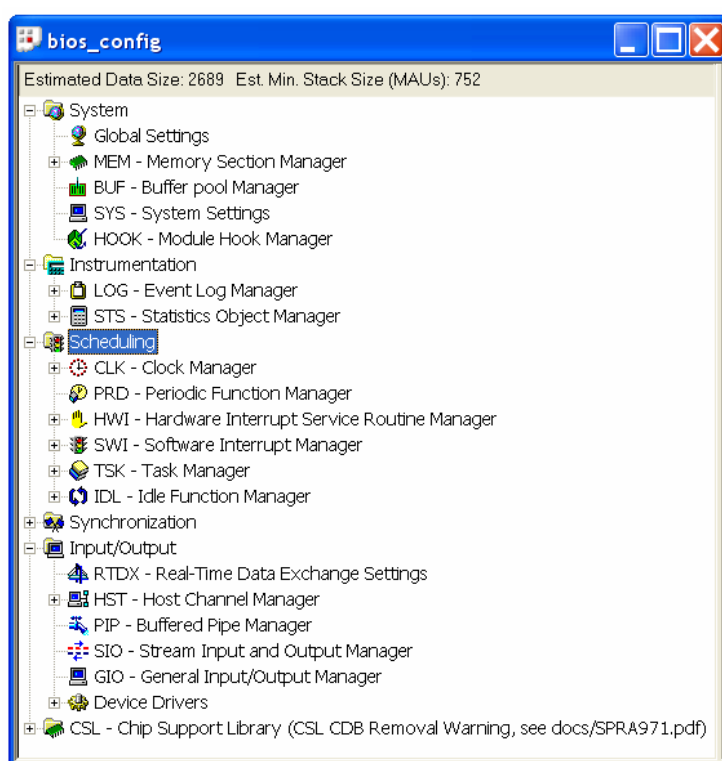 bios_config
Estimated Data Size: 2689 Est. Min. Stack Size (MAUs): 752
System
Global Settings
MEM - Memory Section Manager
BUF - Buffer pool Manager
SYS - System Settings
HOOK - Module Hook Manager
Instrumentation
LOG - Event Log Manager
STS - Statistics Object Manager
Scheduling
CLK - Clock Manager
PRD - Periodic Function Manager
HWI - Hardware Interrupt Service Routine Manager
SWI - Software Interrupt Manager
TSK - Task Manager
IDL - Idle Function Manager
Synchronization
Input/Output
RTDX - Real-Time Data Exchange Settings
HST - Host Channel Manager
PIP - Buffered Pipe Manager
SIO - Stream Input and Output Manager
GIO - General Input/Output Manager
Device Drivers
CSL - Chip Support Library (CSL CDB Removal Warning, see docs/SPRA971.pdf)